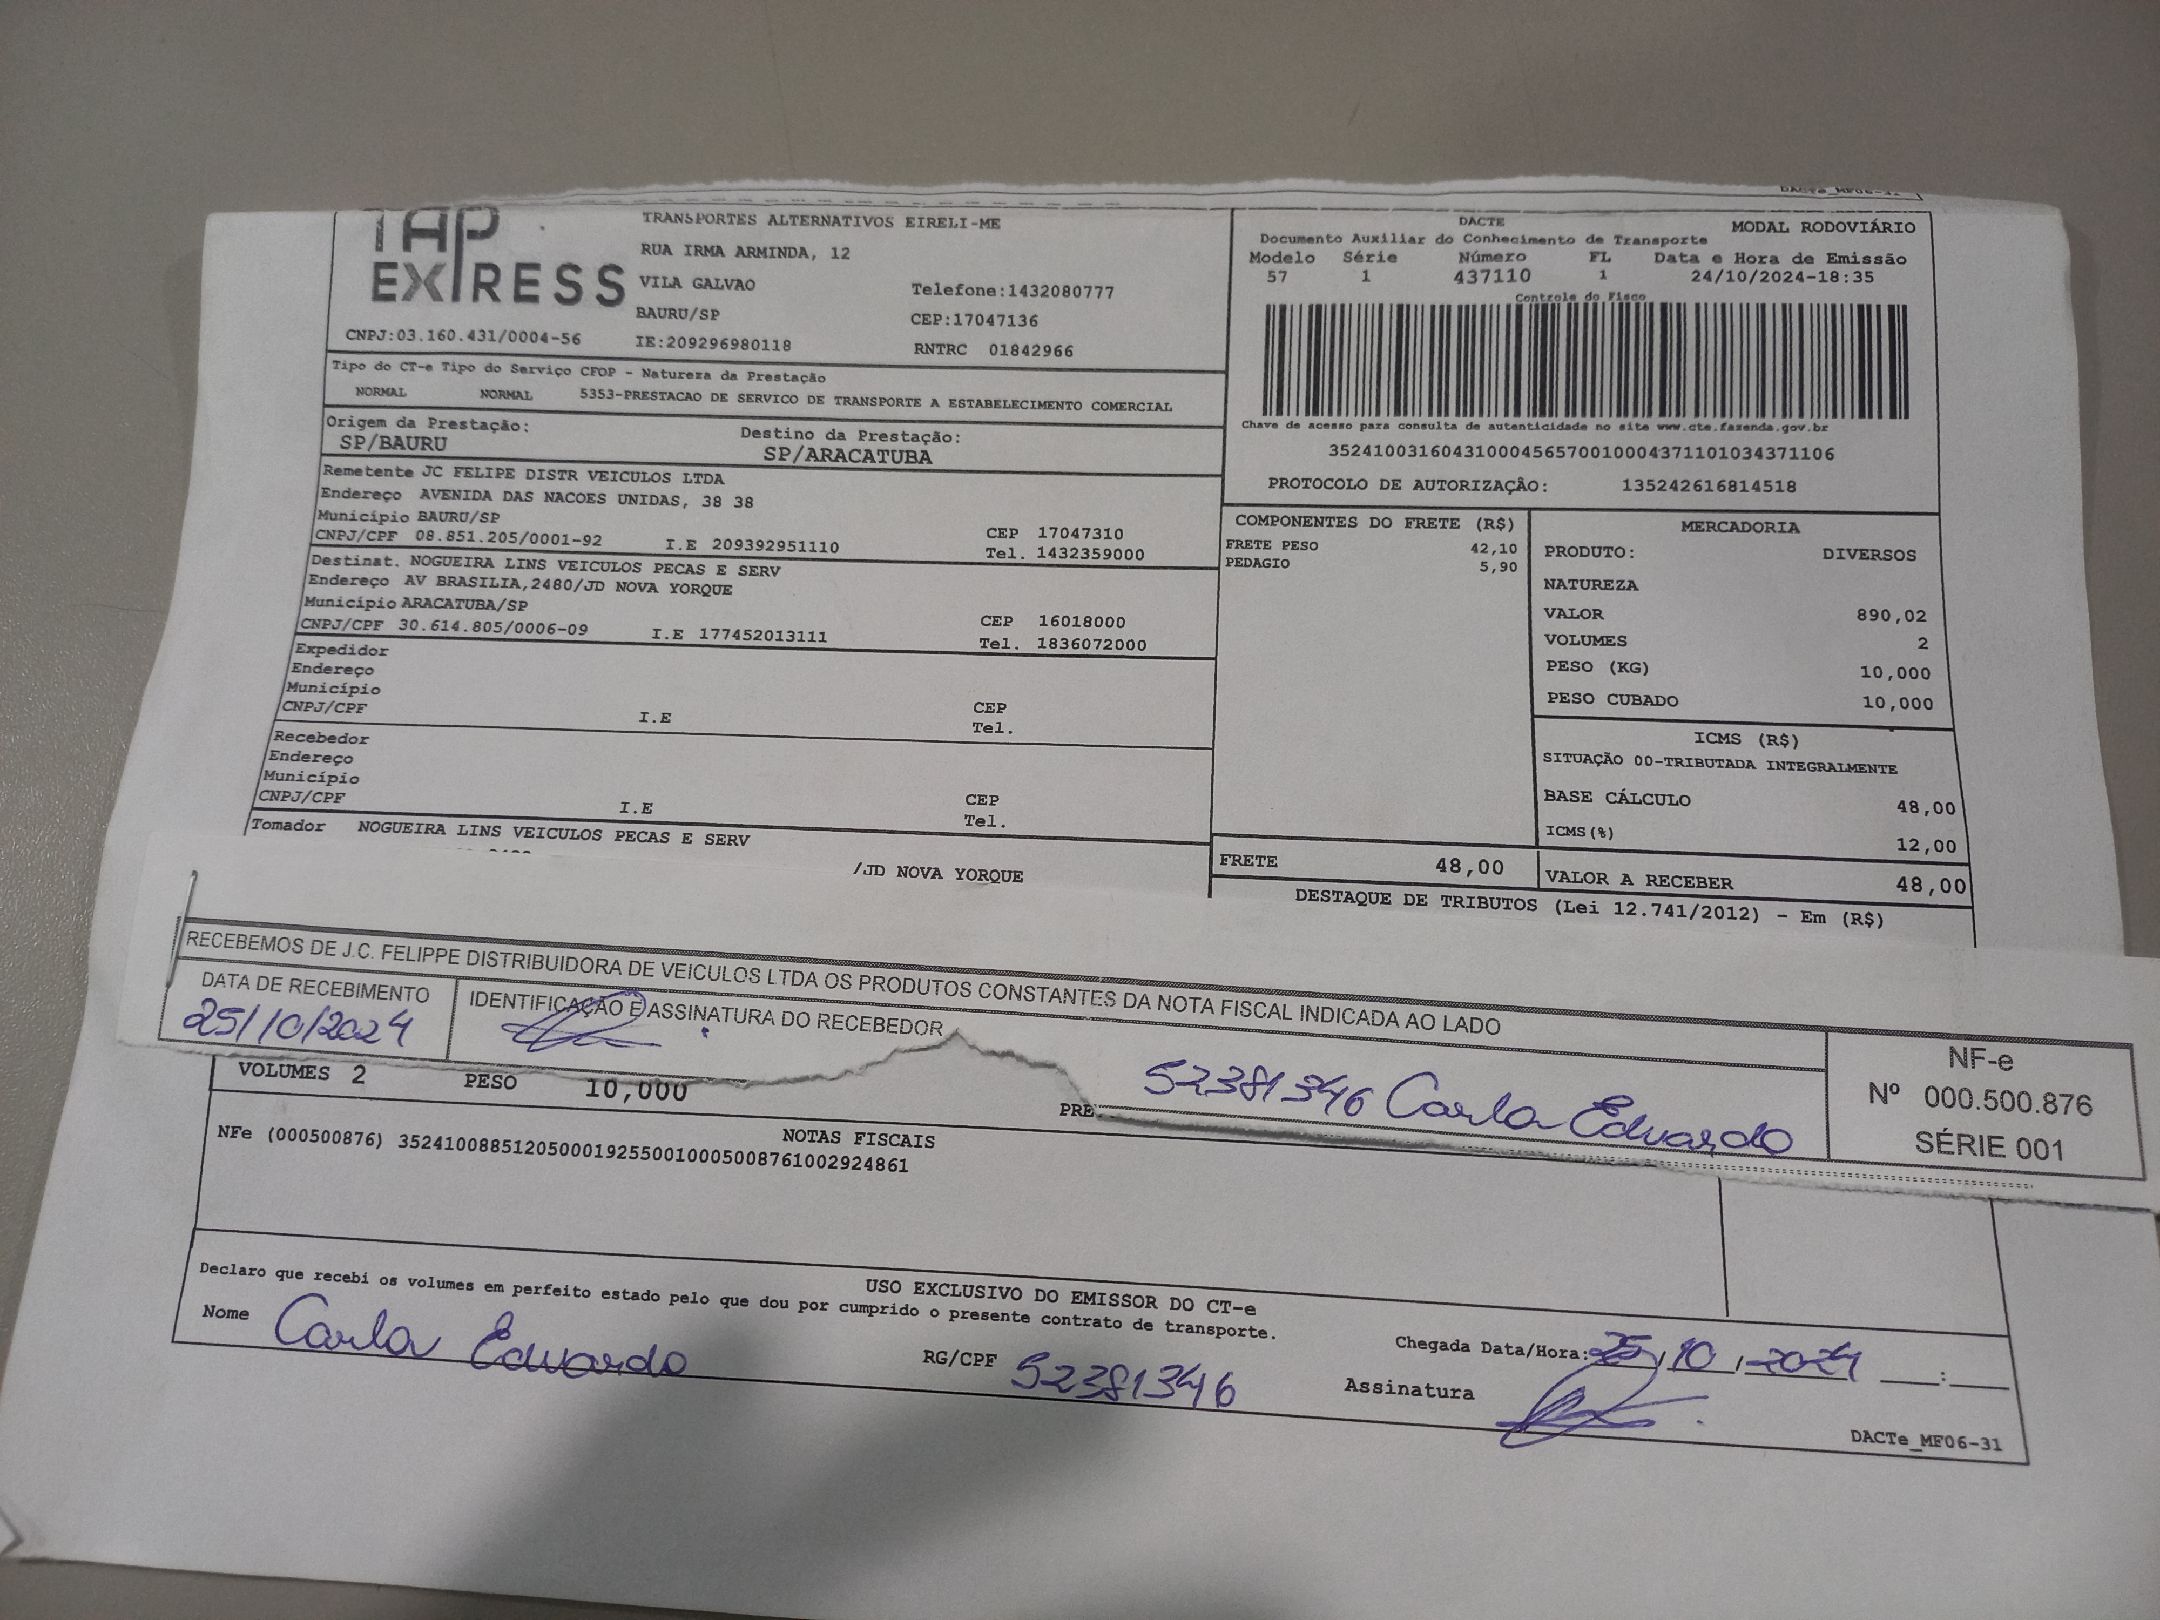 DACTe_MF06-31
TAP EXPRESS
TRANSPORTES ALTERNATIVOS EIRELI-ME
RUA IRMA ARMINDA, 12
VILA GALVAO Telefone:1432080777
BAURU/SP CEP:17047136
CNPJ:03.160.431/0004-56 IE:209296980118 RNTRC 01842966
DACTE MODAL RODOVIÁRIO
Documento Auxiliar do Conhecimento de Transporte
Modelo Série Número FL Data e Hora de Emissão
57 1 437110 1 24/10/2024-18:35
Controle do Fisco
Chave de acesso para consulta de autenticidade no site www.cte.fazenda.gov.br
35241003160431000456570010004371101034371106
PROTOCOLO DE AUTORIZAÇÃO: 135242616814518
Tipo do CT-e Tipo do Serviço CFOP - Natureza da Prestação
NORMAL NORMAL 5353-PRESTACAO DE SERVICO DE TRANSPORTE A ESTABELECIMENTO COMERCIAL
Origem da Prestação: Destino da Prestação:
SP/BAURU SP/ARACATUBA
Remetente JC FELIPE DISTR VEICULOS LTDA
Endereço AVENIDA DAS NACOES UNIDAS, 38 38
Município BAURU/SP CEP 17047310
CNPJ/CPF 08.851.205/0001-92 I.E 209392951110 Tel. 1432359000
Destinat. NOGUEIRA LINS VEICULOS PECAS E SERV
Endereço AV BRASILIA,2480/JD NOVA YORQUE
Município ARACATUBA/SP CEP 16018000
CNPJ/CPF 30.614.805/0006-09 I.E 177452013111 Tel. 1836072000
Expedidor
Endereço
Município CEP
CNPJ/CPF I.E Tel.
Recebedor
Endereço
Município CEP
CNPJ/CPF I.E Tel.
Tomador NOGUEIRA LINS VEICULOS PECAS E SERV
/JD NOVA YORQUE
COMPONENTES DO FRETE (R$)
FRETE PESO 42,10
PEDAGIO 5,90
FRETE 48,00
MERCADORIA
PRODUTO: DIVERSOS
NATUREZA
VALOR 890,02
VOLUMES 2
PESO (KG) 10,000
PESO CUBADO 10,000
ICMS (R$)
SITUAÇÃO 00-TRIBUTADA INTEGRALMENTE
BASE CÁLCULO 48,00
ICMS(%) 12,00
VALOR A RECEBER 48,00
DESTAQUE DE TRIBUTOS (Lei 12.741/2012) - Em (R$)
RECEBEMOS DE J.C. FELIPPE DISTRIBUIDORA DE VEICULOS LTDA OS PRODUTOS CONSTANTES DA NOTA FISCAL INDICADA AO LADO
DATA DE RECEBIMENTO IDENTIFICAÇÃO E ASSINATURA DO RECEBEDOR
25/10/2024
52381346 Carla Eduardo
NF-e
Nº 000.500.876
SÉRIE 001
VOLUMES 2 PESO 10,000 PRE
NOTAS FISCAIS
NFe (000500876) 35241008851205000192550010005008761002924861
USO EXCLUSIVO DO EMISSOR DO CT-e
Declaro que recebi os volumes em perfeito estado pelo que dou por cumprido o presente contrato de transporte.
Nome Carla Eduardo RG/CPF 52381346
Chegada Data/Hora: 25/10/2024 :
Assinatura
DACTe_MF06-31